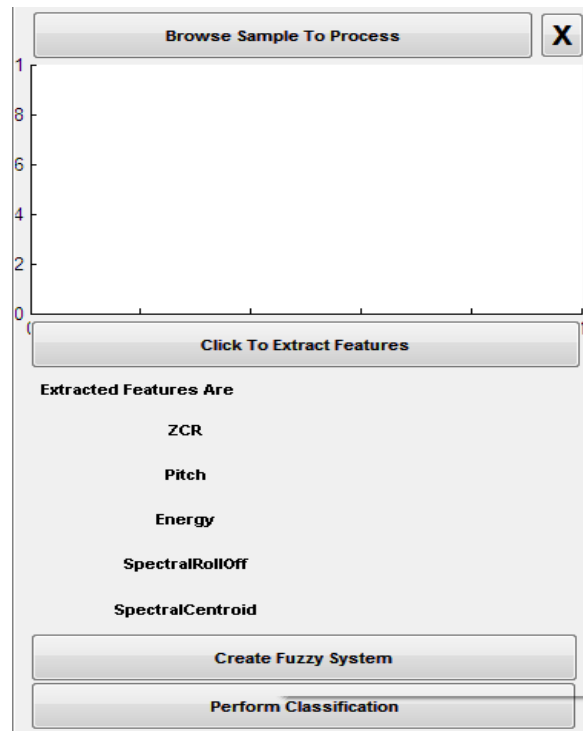 Browse Sample To Process
X
1
8
6
4
2
0
Click To Extract Features
Extracted Features Are
ZCR
Pitch
Energy
SpectralRollOff
SpectralCentroid
Create Fuzzy System
Perform Classification